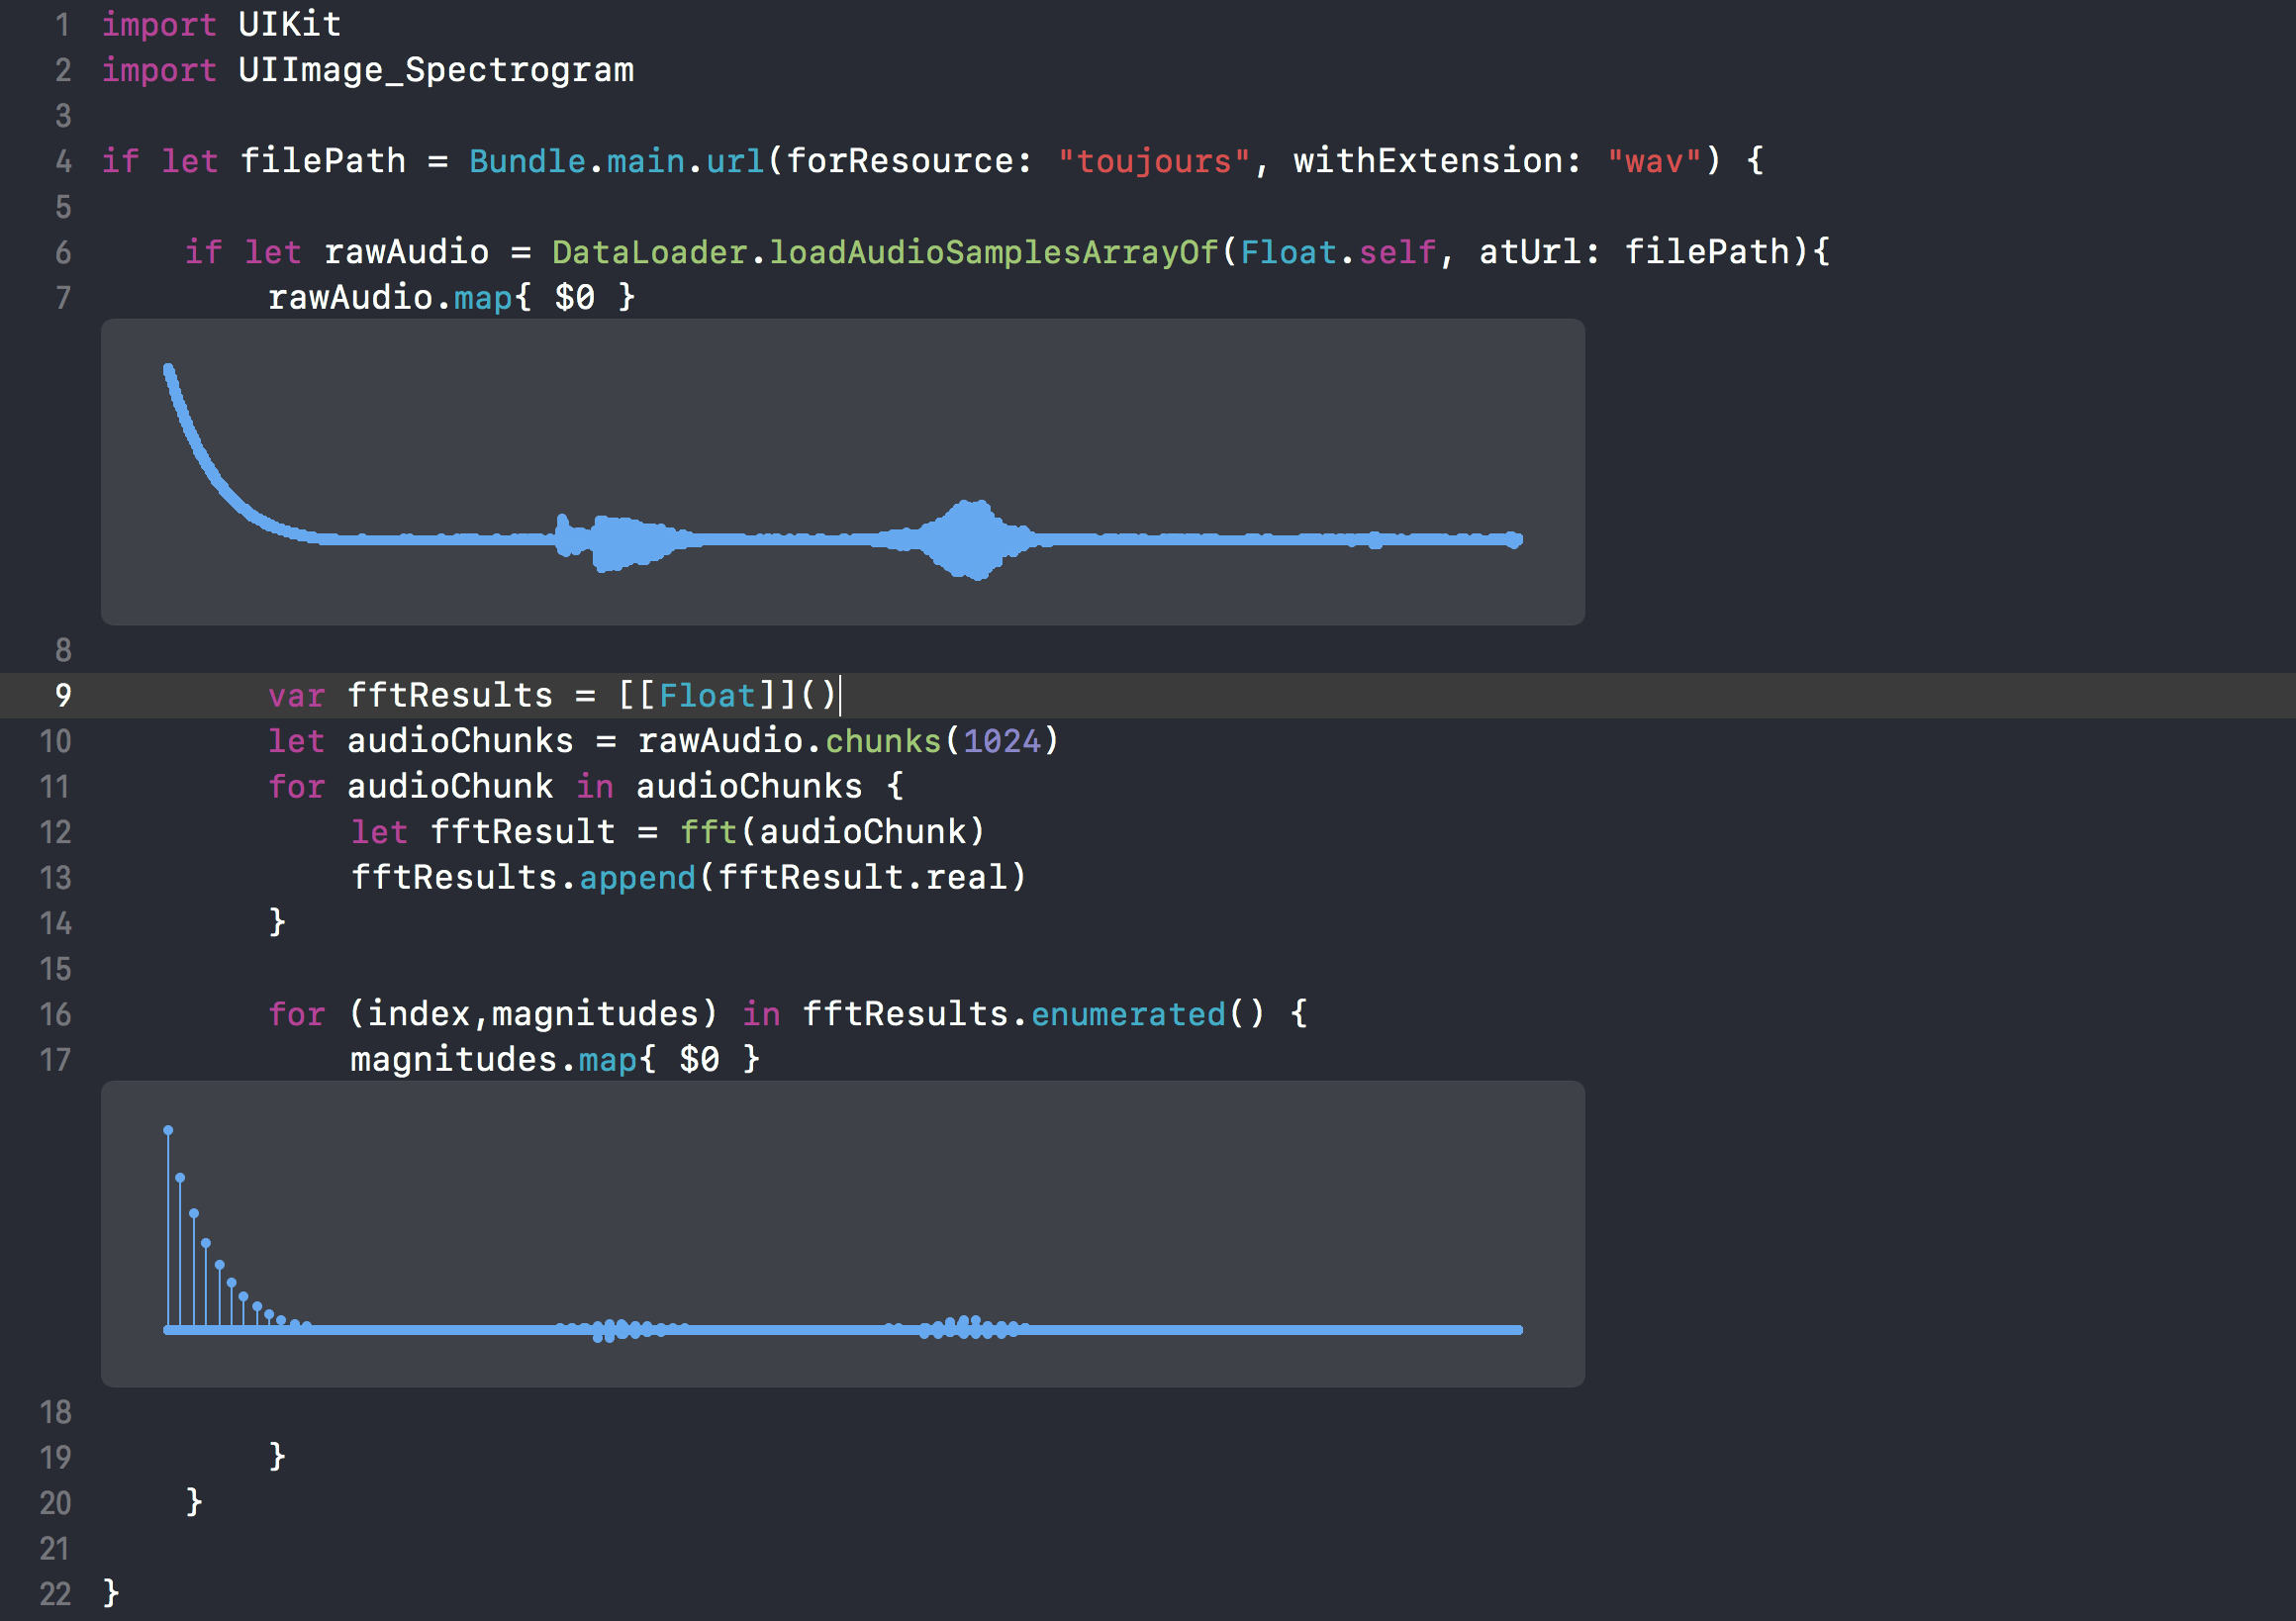 1 import UIKit
2 import UIImage_Spectrogram
3
4 if let filePath = Bundle.main.url(forResource: "toujours", withExtension: "wav") {
5
6 if let rawAudio = DataLoader.loadAudioSamplesArrayOf(Float.self, atUrl: filePath){
7 rawAudio.map{ $0 }
8
9 var fftResults = [[Float]]()
10 let audioChunks = rawAudio.chunks(1024)
11 for audioChunk in audioChunks {
12 let fftResult = fft(audioChunk)
13 fftResults.append(fftResult.real)
14 }
15
16 for (index,magnitudes) in fftResults.enumerated() {
17 magnitudes.map{ $0 }
18
19 }
20 }
21
22 }